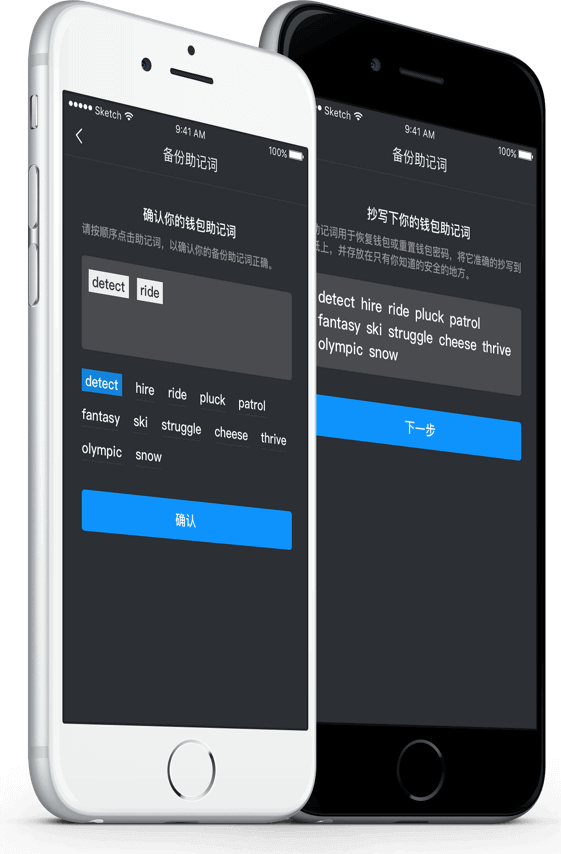 Sketch
9:41 AM
100%
备份助记词
确认你的钱包助记词
请按顺序点击助记词，以确认你的备份助记词正确。
detect ride
detect hire ride pluck patrol
fantasy ski struggle cheese thrive
olympic snow
确认
Sketch
9:41 AM
100%
备份助记词
抄写下你的钱包助记词
助记词用于恢复钱包或重置钱包密码，将它准确的抄写到
纸上，并存放在只有你知道的安全的地方。
detect hire ride pluck patrol
fantasy ski struggle cheese thrive
olympic snow
下一步